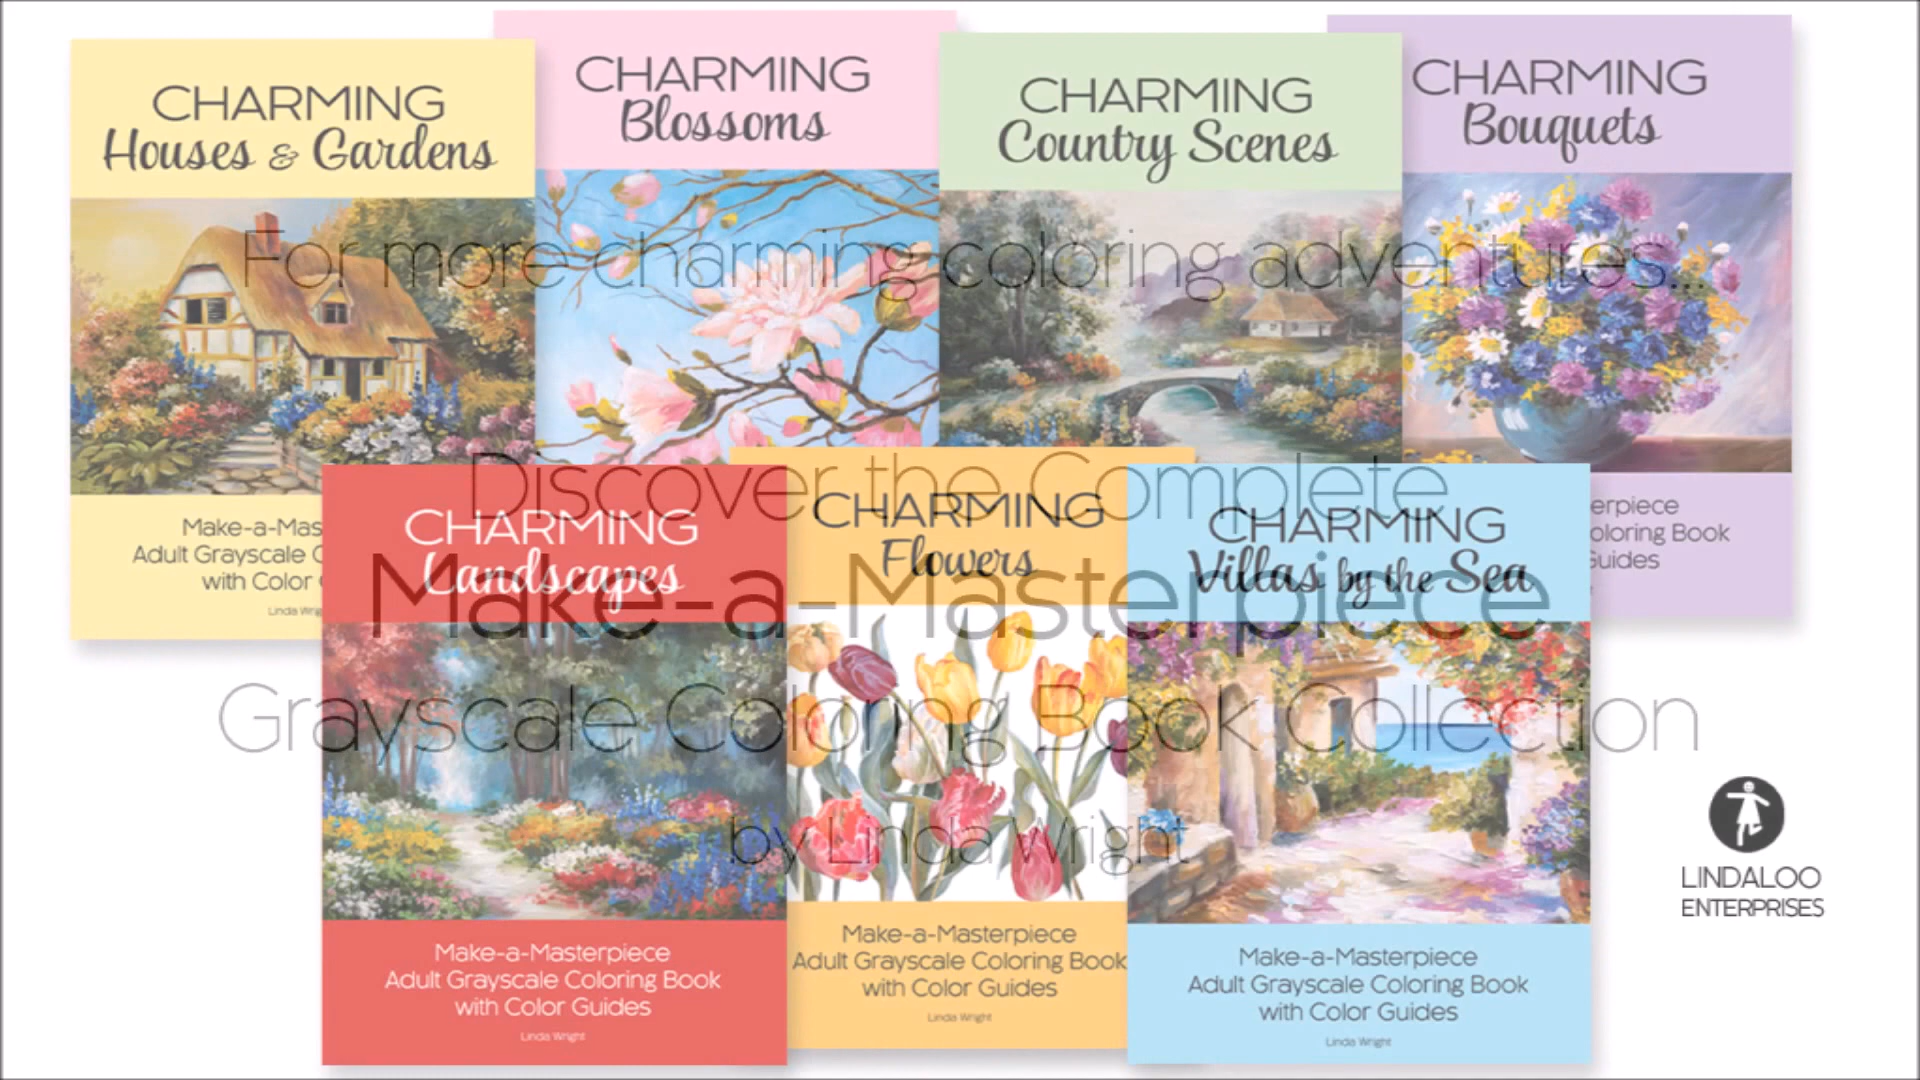 CHARMING
Houses & Gardens
CHARMING
Blossoms
CHARMING
Country Scenes
CHARMING
Bouquets
For more charming coloring adventures...
Make-a-Mas
Adult Grayscale C
with Color
Linda Wrig
erpiece
oloring Book
Guides
Discover the Complete
Make-a-Masterpiece
Grayscale Coloring Book Collection
by Linda Wright
CHARMING
Landscapes
Make-a-Masterpiece
Adult Grayscale Coloring Book
with Color Guides
Linda Wright
CHARMING
Flowers
Make-a-Masterpiece
Adult Grayscale Coloring Book
with Color Guides
Linda Wright
CHARMING
Villas by the Sea
Make-a-Masterpiece
Adult Grayscale Coloring Book
with Color Guides
Linda Wright
LINDALOO
ENTERPRISES